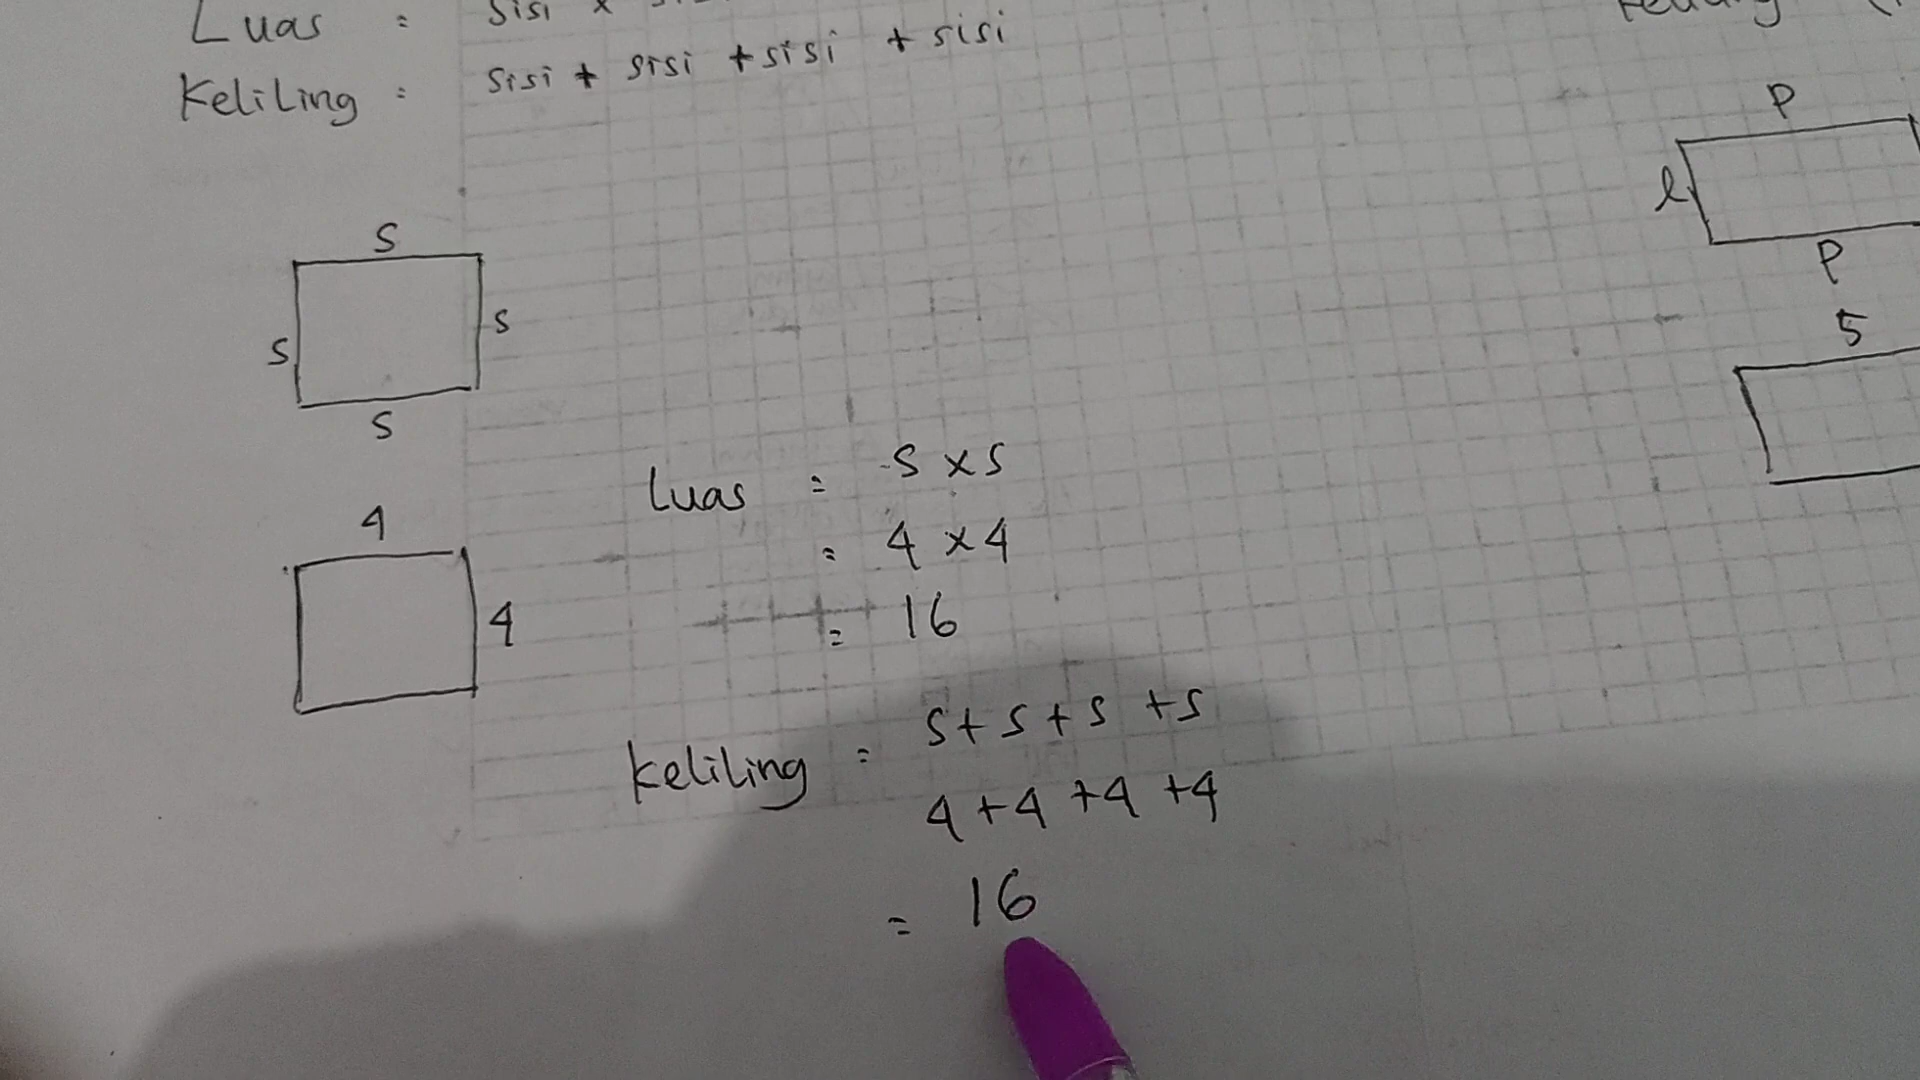 Luas : sisi x
Keliling : sisi + sisi + sisi + sisi
s
s
s
s
4
4
Luas = s x s
= 4 x 4
= 16
keliling = s + s + s + s
4 + 4 + 4 + 4
= 16
P
l
P
5